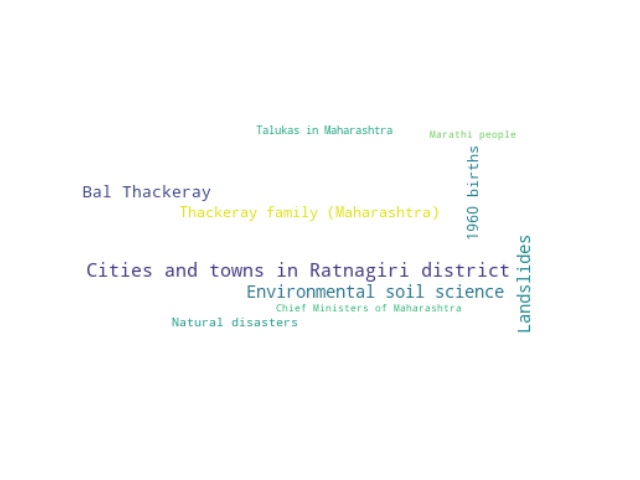 Talukas in Maharashtra
Marathi people
1960 births
Bal Thackeray
Thackeray family (Maharashtra)
Cities and towns in Ratnagiri district
Landslides
Environmental soil science
Chief Ministers of Maharashtra
Natural disasters